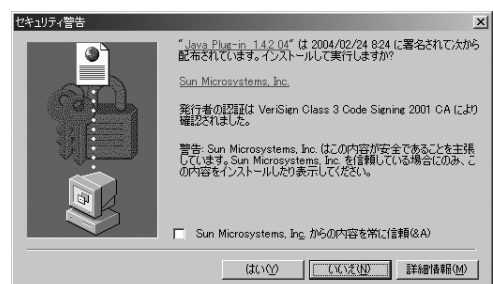 セキュリティ警告
"Java Plug-in 1.4.2 04" は 2004/02/24 8:24 に署名されて次から
配布されています。インストールして実行しますか?
Sun Microsystems, Inc.
発行者の認証は VeriSign Class 3 Code Signing 2001 CA により
確認されました。
警告: Sun Microsystems, Inc. はこの内容が安全であることを主張
しています。Sun Microsystems, Inc. を信頼している場合にのみ、こ
の内容をインストールしたり表示してください。
Sun Microsystems, Inc. からの内容を常に信頼(&A)
はい(Y)
いいえ(N)
詳細情報(M)